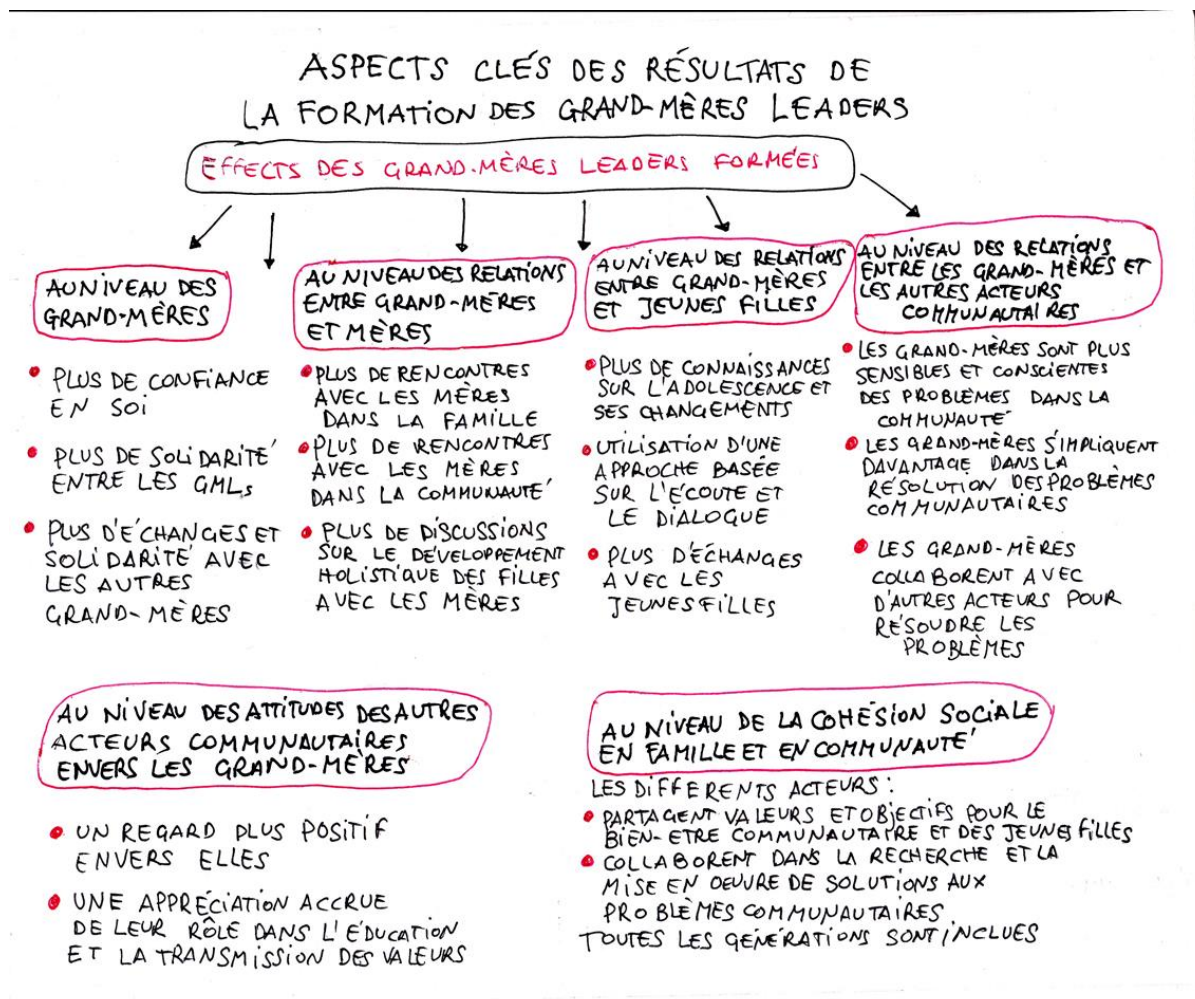 ASPECTS CLÉS DES RÉSULTATS DE
LA FORMATION DES GRAND-MÈRES LEADERS
EFFECTS DES GRAND-MÈRES LEADERS FORMÉES
AU NIVEAU DES
GRAND-MÈRES
• PLUS DE CONFIANCE
EN SOI
• PLUS DE SOLIDARITÉ
ENTRE LES GMLs
• PLUS D'ÉCHANGES ET
SOLIDARITÉ AVEC
LES AUTRES
GRAND-MÈRES
AU NIVEAU DES RELATIONS
ENTRE GRAND-MÈRES
ET MÈRES
• PLUS DE RENCONTRES
AVEC LES MÈRES
DANS LA FAMILLE
• PLUS DE RENCONTRES
AVEC LES MÈRES
DANS LA COMMUNAUTÉ
• PLUS DE DISCUSSIONS
SUR LE DÉVELOPPEMENT
HOLISTIQUE DES FILLES
AVEC LES MÈRES
AU NIVEAU DES RELATIONS
ENTRE GRAND-MÈRES
ET JEUNES FILLES
• PLUS DE CONNAISSANCES
SUR L'ADOLESCENCE ET
SES CHANGEMENTS
• UTILISATION D'UNE
APPROCHE BASÉE
SUR L'ÉCOUTE ET
LE DIALOGUE
• PLUS D'ÉCHANGES
AVEC LES
JEUNES FILLES
AU NIVEAU DES RELATIONS
ENTRE LES GRAND-MÈRES ET
LES AUTRES ACTEURS
COMMUNAUTAIRES
• LES GRAND-MÈRES SONT PLUS
SENSIBLES ET CONSCIENTES
DES PROBLÈMES DANS LA
COMMUNAUTÉ
• LES GRAND-MÈRES S'IMPLIQUENT
DAVANTAGE DANS LA
RÉSOLUTION DES PROBLÈMES
COMMUNAUTAIRES
• LES GRAND-MÈRES
COLLABORENT AVEC
D'AUTRES ACTEURS POUR
RÉSOUDRE LES
PROBLÈMES
AU NIVEAU DES ATTITUDES DES AUTRES
ACTEURS COMMUNAUTAIRES
ENVERS LES GRAND-MÈRES
• UN REGARD PLUS POSITIF
ENVERS ELLES
• UNE APPRÉCIATION ACCRUE
DE LEUR RÔLE DANS L'ÉDUCATION
ET LA TRANSMISSION DES VALEURS
AU NIVEAU DE LA COHÉSION SOCIALE
EN FAMILLE ET EN COMMUNAUTÉ
LES DIFFERENTS ACTEURS :
• PARTAGENT VALEURS ET OBJECTIFS POUR LE
BIEN-ETRE COMMUNAUTAIRE ET DES JEUNES FILLES
• COLLABORENT DANS LA RECHERCHE ET LA
MISE EN OEUVRE DE SOLUTIONS AUX
PROBLÈMES COMMUNAUTAIRES
TOUTES LES GÉNÉRATIONS SONT INCLUES